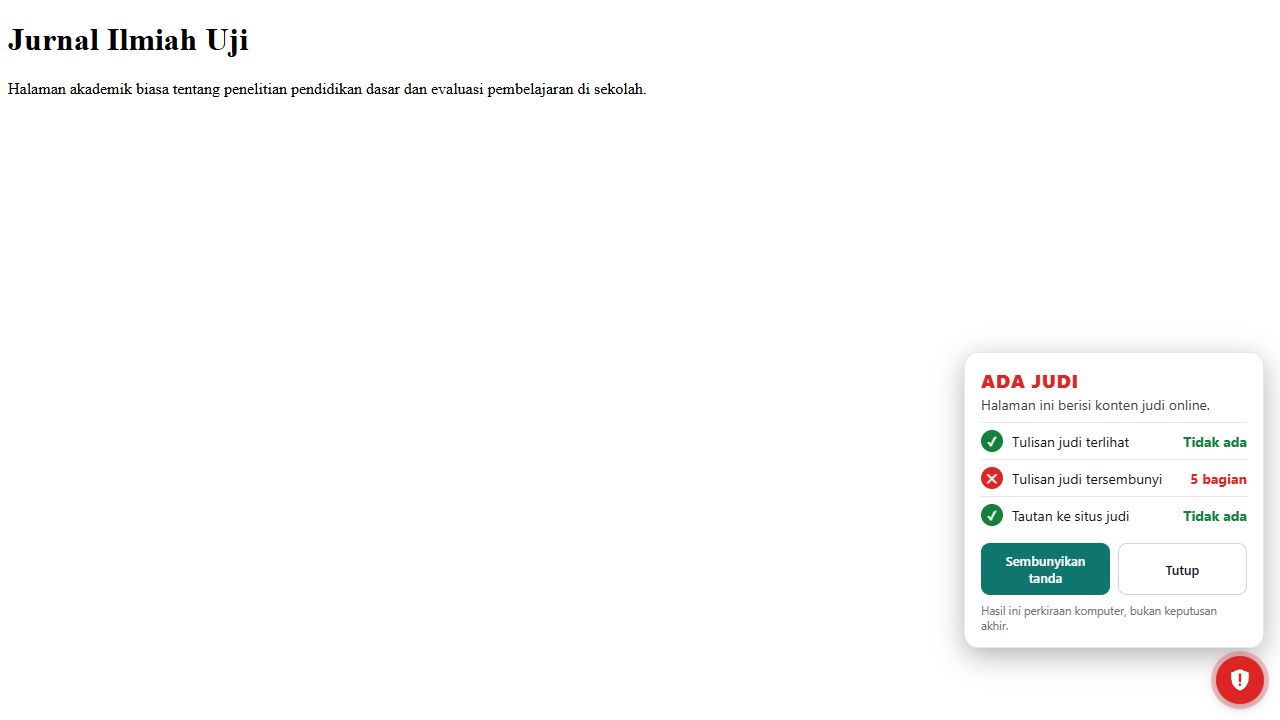 Jurnal Ilmiah Uji
Halaman akademik biasa tentang penelitian pendidikan dasar dan evaluasi pembelajaran di sekolah.
ADA JUDI
Halaman ini berisi konten judi online.
Tulisan judi terlihat Tidak ada
Tulisan judi tersembunyi 5 bagian
Tautan ke situs judi Tidak ada
Sembunyikan
tanda
Tutup
Hasil ini perkiraan komputer, bukan keputusan
akhir.